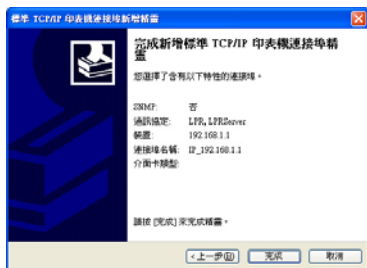 標準 TCP/IP 印表機連接埠新增精靈
完成新增標準 TCP/IP 印表機連接埠精
靈
您選擇了含有以下特性的連接埠。
SNMP: 否
通訊協定: LPR, LPRServer
裝置: 192.168.1.1
連接埠名稱: IP_192.168.1.1
介面卡類型:
請按 [完成] 來完成精靈。
<上一步(B) 完成 取消